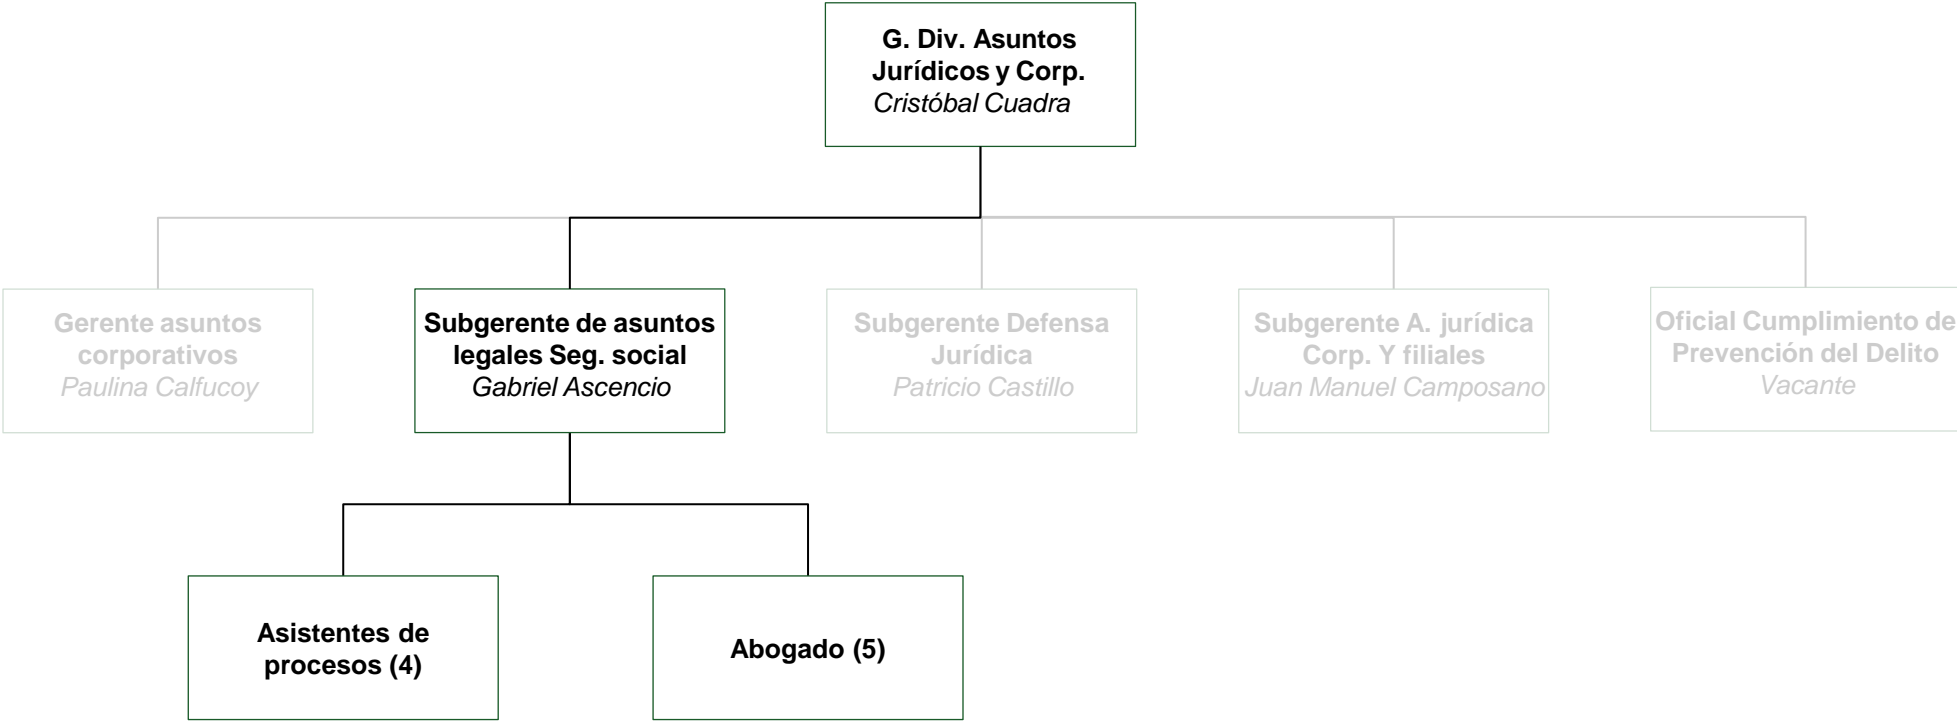 G. Div. Asuntos
Jurídicos y Corp.
Cristóbal Cuadra
Gerente asuntos
corporativos
Paulina Calfucoy
Subgerente de asuntos
legales Seg. social
Gabriel Ascencio
Subgerente Defensa
Jurídica
Patricio Castillo
Subgerente A. jurídica
Corp. Y filiales
Juan Manuel Camposano
Oficial Cumplimiento de
Prevención del Delito
Vacante
Asistentes de
procesos (4)
Abogado (5)